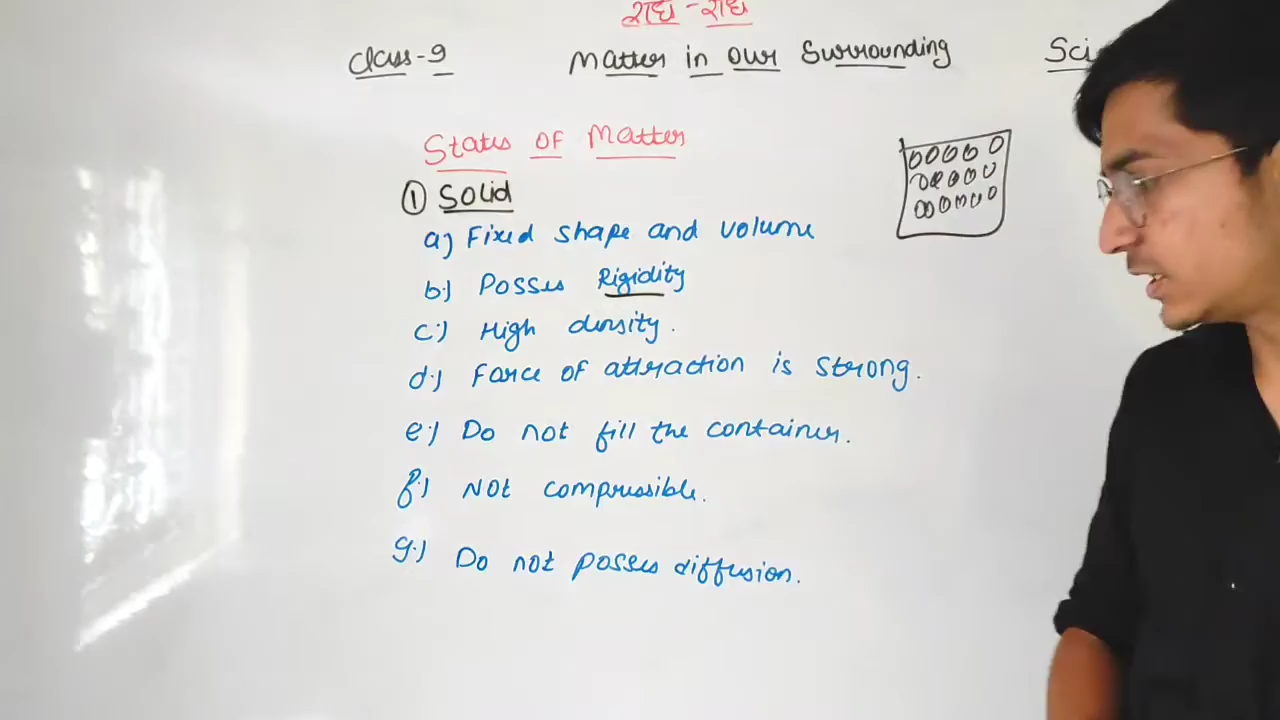 राधे - राधे
Class-9 Matter in Our Surrounding Sci
States of Matter
① Solid
a) Fixed shape and volume
b.) Posses Rigidity
c.) High density.
d.) Force of attraction is strong.
e.) Do not fill the container.
f.) Not compressible.
g.) Do not posses diffusion.